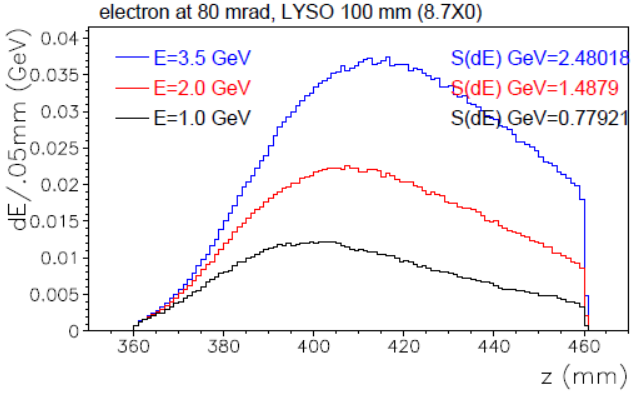 electron at 80 mrad, LYSO 100 mm (8.7X0)
dE/.05mm (GeV)
0.04
0.035
0.03
0.025
0.02
0.015
0.01
0.005
0
E=3.5 GeV S(dE) GeV=2.48018
E=2.0 GeV S(dE) GeV=1.4879
E=1.0 GeV S(dE) GeV=0.77921
360 380 400 420 440 460
z (mm)